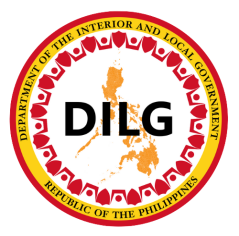 DEPARTMENT OF THE INTERIOR AND LOCAL GOVERNMENT
DILG
REPUBLIC OF THE PHILIPPINES